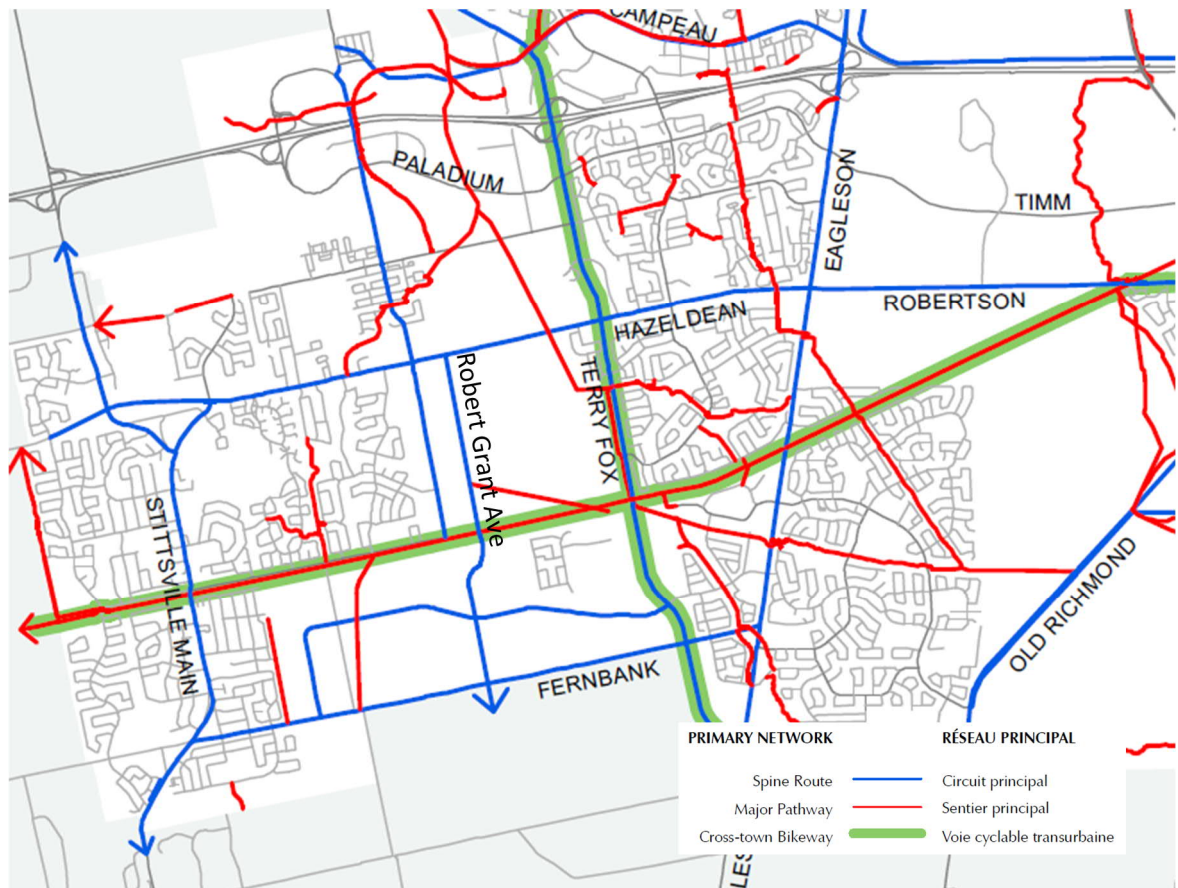 CAMPEAU
PALADIUM
EAGLESON
TIMM
ROBERTSON
HAZELDEAN
TERRY FOX
Robert Grant Ave
STITTSVILLE MAIN
OLD RICHMOND
FERNBANK
PRIMARY NETWORK RÉSEAU PRINCIPAL
Spine Route Circuit principal
Major Pathway Sentier principal
Cross-town Bikeway Voie cyclable transurbaine
LES